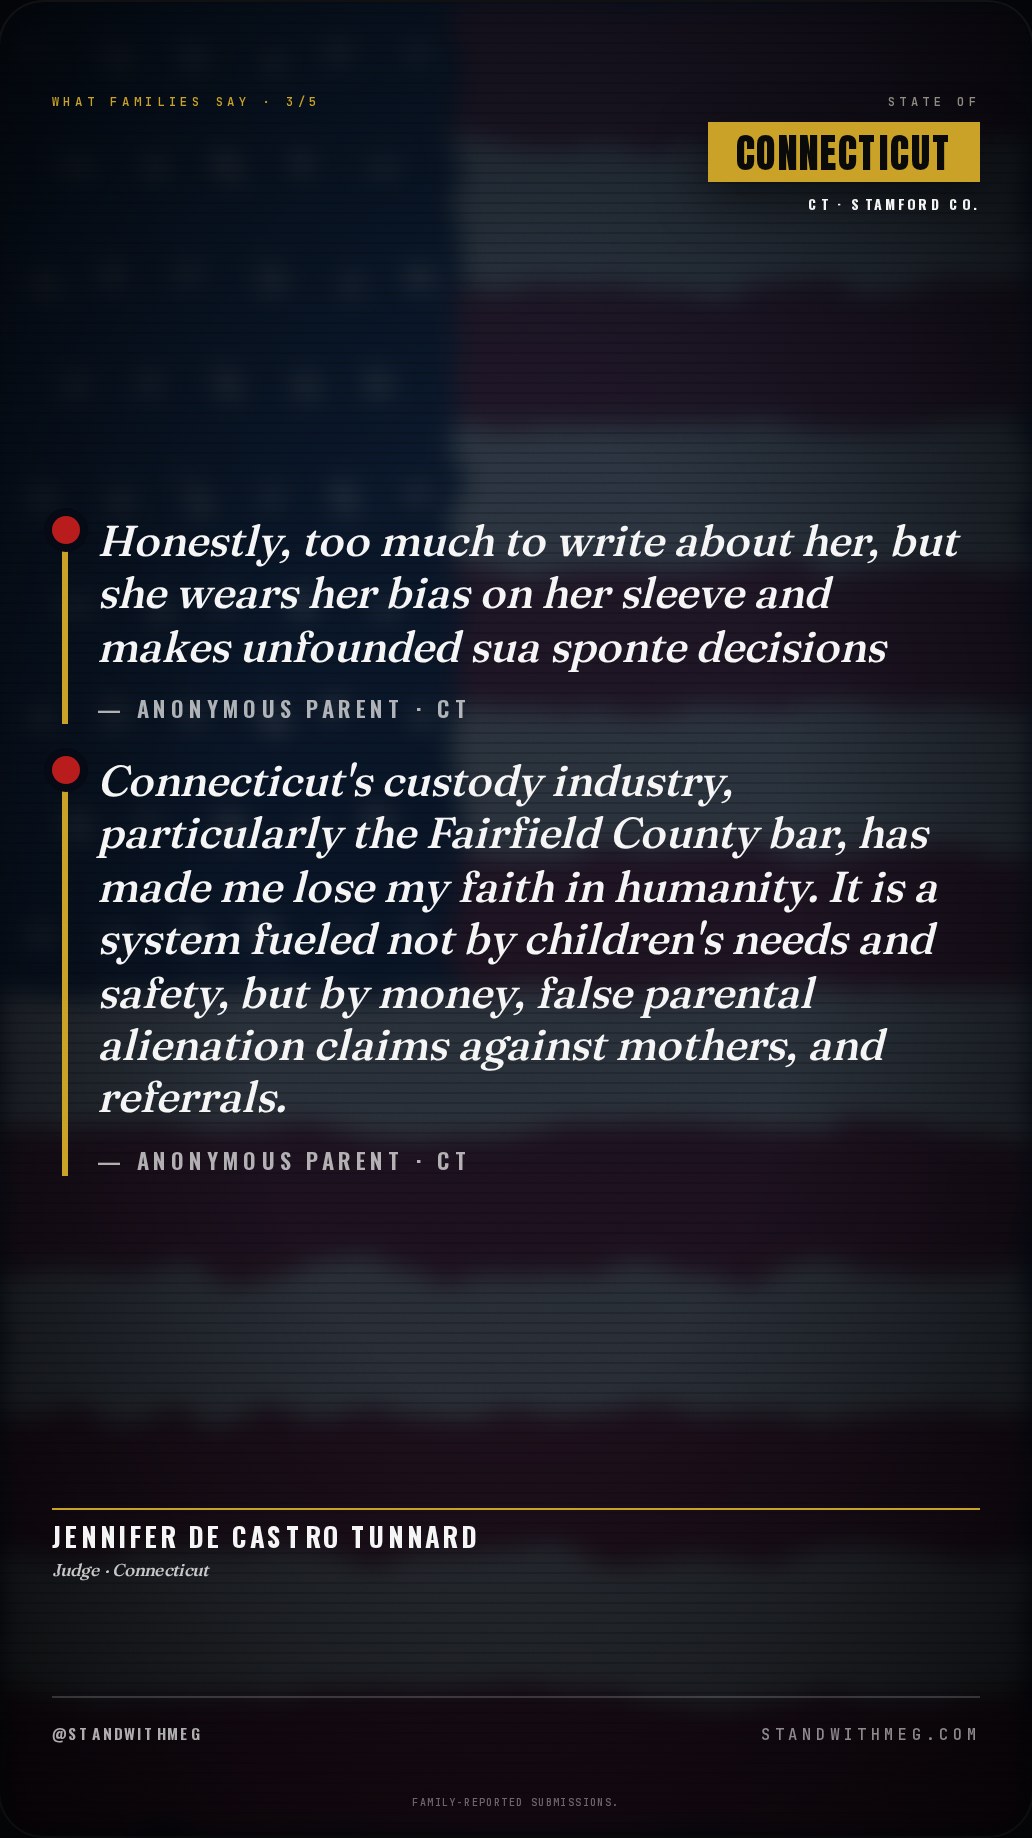 WHAT FAMILIES SAY · 3/5
STATE OF
CONNECTICUT
CT · STAMFORD CO.
Honestly, too much to write about her, but
she wears her bias on her sleeve and
makes unfounded sua sponte decisions
— ANONYMOUS PARENT · CT
Connecticut's custody industry,
particularly the Fairfield County bar, has
made me lose my faith in humanity. It is a
system fueled not by children's needs and
safety, but by money, false parental
alienation claims against mothers, and
referrals.
— ANONYMOUS PARENT · CT
JENNIFER DE CASTRO TUNNARD
Judge · Connecticut
@STANDWITHMEG
STANDWITHMEG.COM
FAMILY-REPORTED SUBMISSIONS.